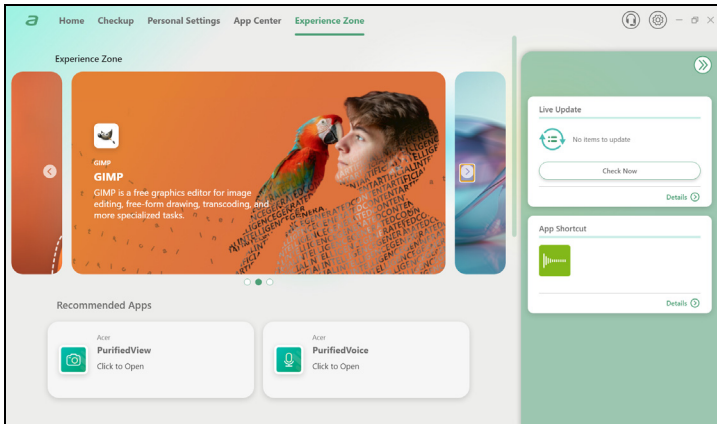 Home Checkup Personal Settings App Center Experience Zone
Experience Zone
GIMP
GIMP
GIMP is a free graphics editor for image
editing, free-form drawing, transcoding, and
more specialized tasks.
Recommended Apps
Acer
PurifiedView
Click to Open
Acer
PurifiedVoice
Click to Open
Live Update
No items to update
Check Now
Details
App Shortcut
Details